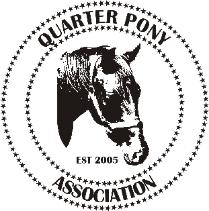 QUARTER PONY
EST 2005
ASSOCIATION